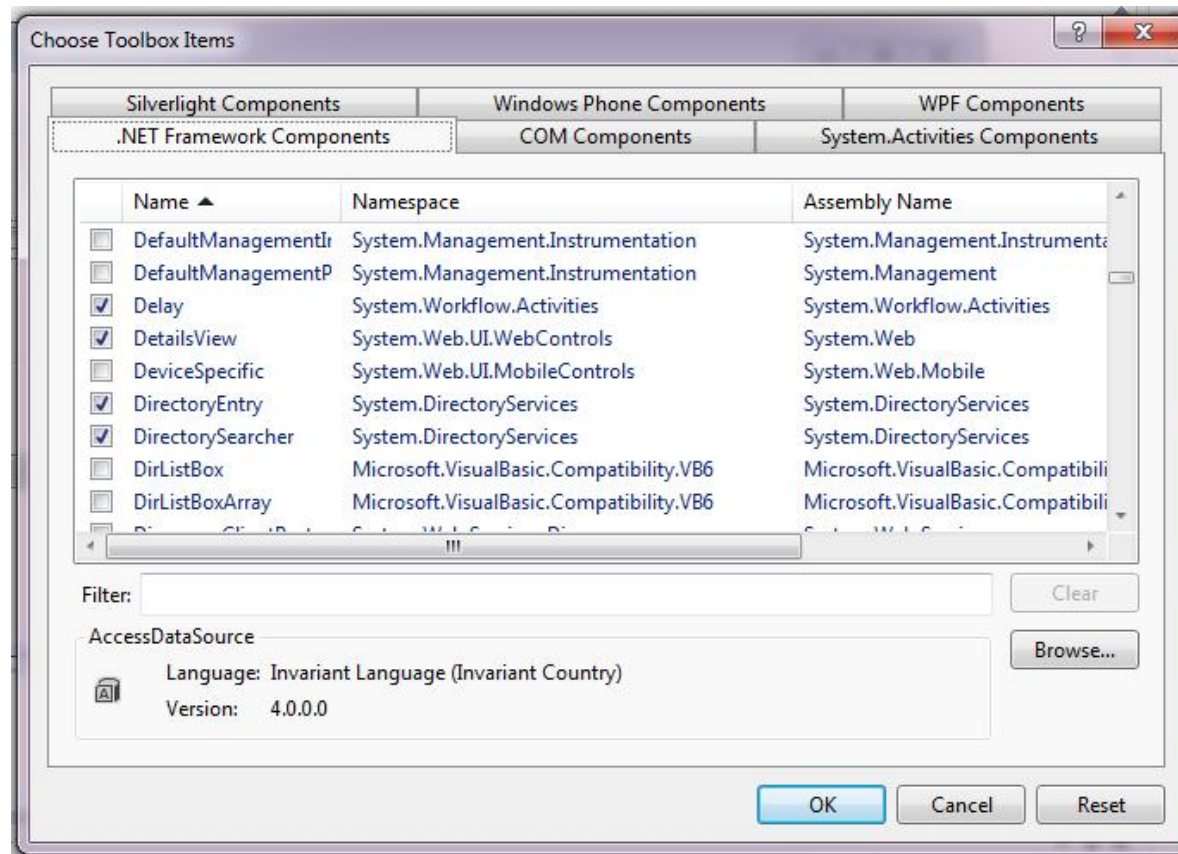 Choose Toolbox Items
Silverlight Components Windows Phone Components WPF Components
.NET Framework Components COM Components System.Activities Components
Name Namespace Assembly Name
DefaultManagementIr System.Management.Instrumentation System.Management.Instrumenta
DefaultManagementP System.Management.Instrumentation System.Management
Delay System.Workflow.Activities System.Workflow.Activities
DetailsView System.Web.UI.WebControls System.Web
DeviceSpecific System.Web.UI.MobileControls System.Web.Mobile
DirectoryEntry System.DirectoryServices System.DirectoryServices
DirectorySearcher System.DirectoryServices System.DirectoryServices
DirListBox Microsoft.VisualBasic.Compatibility.VB6 Microsoft.VisualBasic.Compatibili
DirListBoxArray Microsoft.VisualBasic.Compatibility.VB6 Microsoft.VisualBasic.Compatibili
Filter: Clear
AccessDataSource
Browse...
Language: Invariant Language (Invariant Country)
Version: 4.0.0.0
OK Cancel Reset